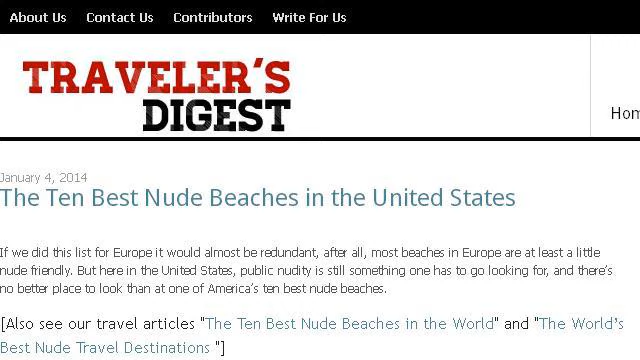 About Us Contact Us Contributors Write For Us
TRAVELER'S
DIGEST
Hom
January 4, 2014
The Ten Best Nude Beaches in the United States
If we did this list for Europe it would almost be redundant, after all, most beaches in Europe are at least a little
nude friendly. But here in the United States, public nudity is still something one has to go looking for, and there's
no better place to look than at one of America's ten best nude beaches.
[Also see our travel articles "The Ten Best Nude Beaches in the World" and "The World's
Best Nude Travel Destinations "]